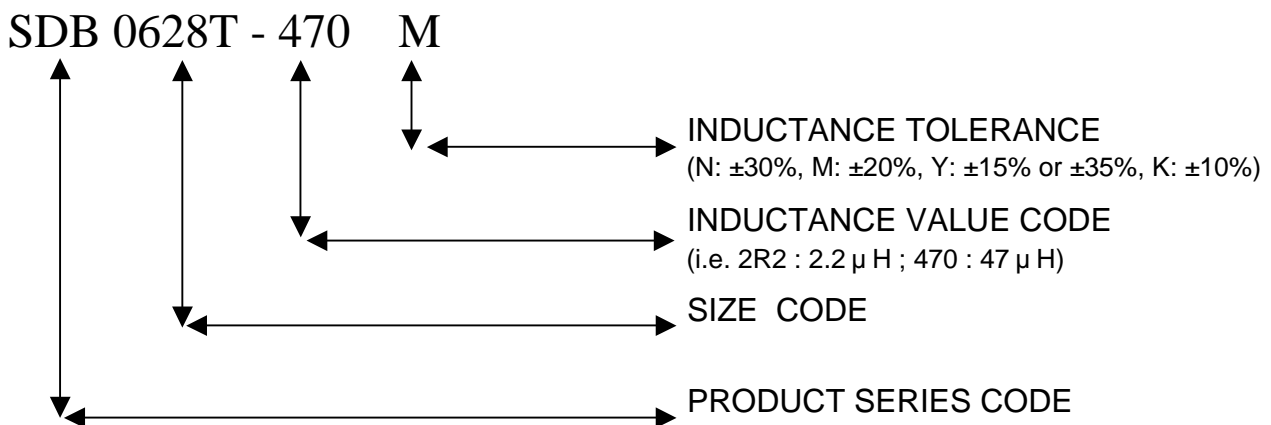 SDB 0628T - 470 M
INDUCTANCE TOLERANCE
(N: ±30%, M: ±20%, Y: ±15% or ±35%, K: ±10%)
INDUCTANCE VALUE CODE
(i.e. 2R2 : 2.2 μ H ; 470 : 47 μ H)
SIZE CODE
PRODUCT SERIES CODE